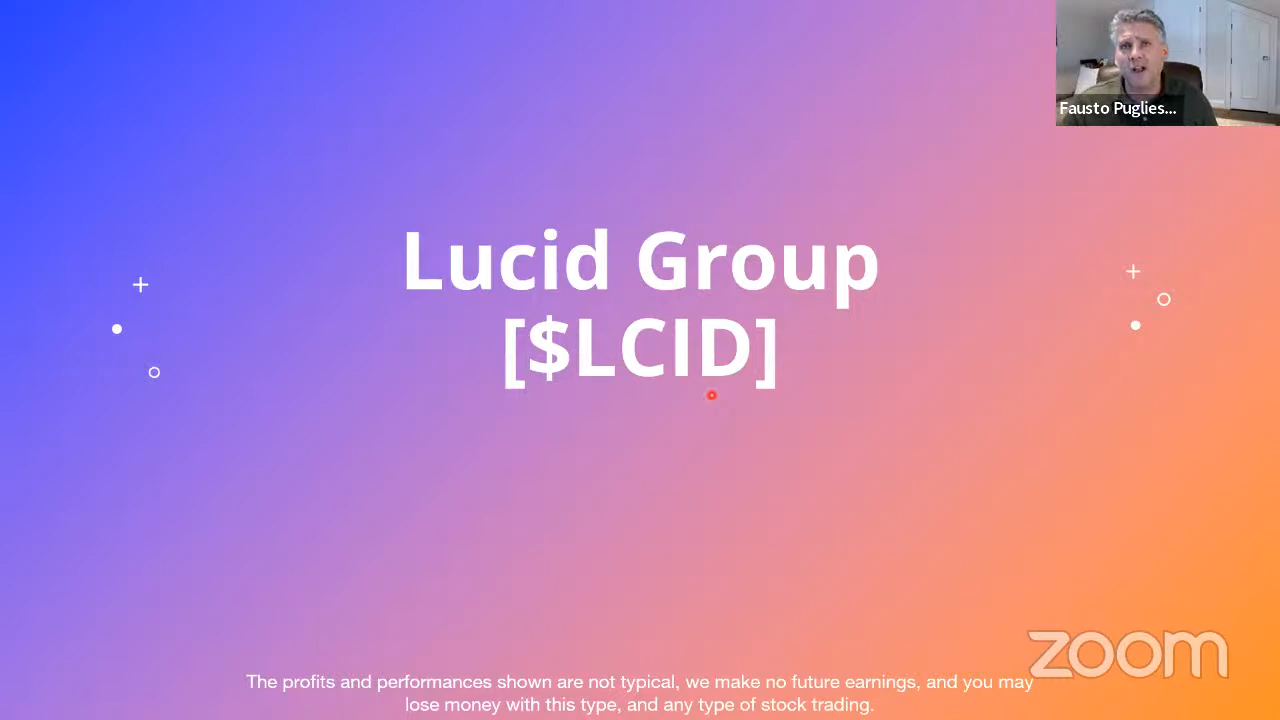 Fausto Puglies...
Lucid Group
[$LCID]
zoom
The profits and performances shown are not typical, we make no future earnings, and you may
lose money with this type, and any type of stock trading.